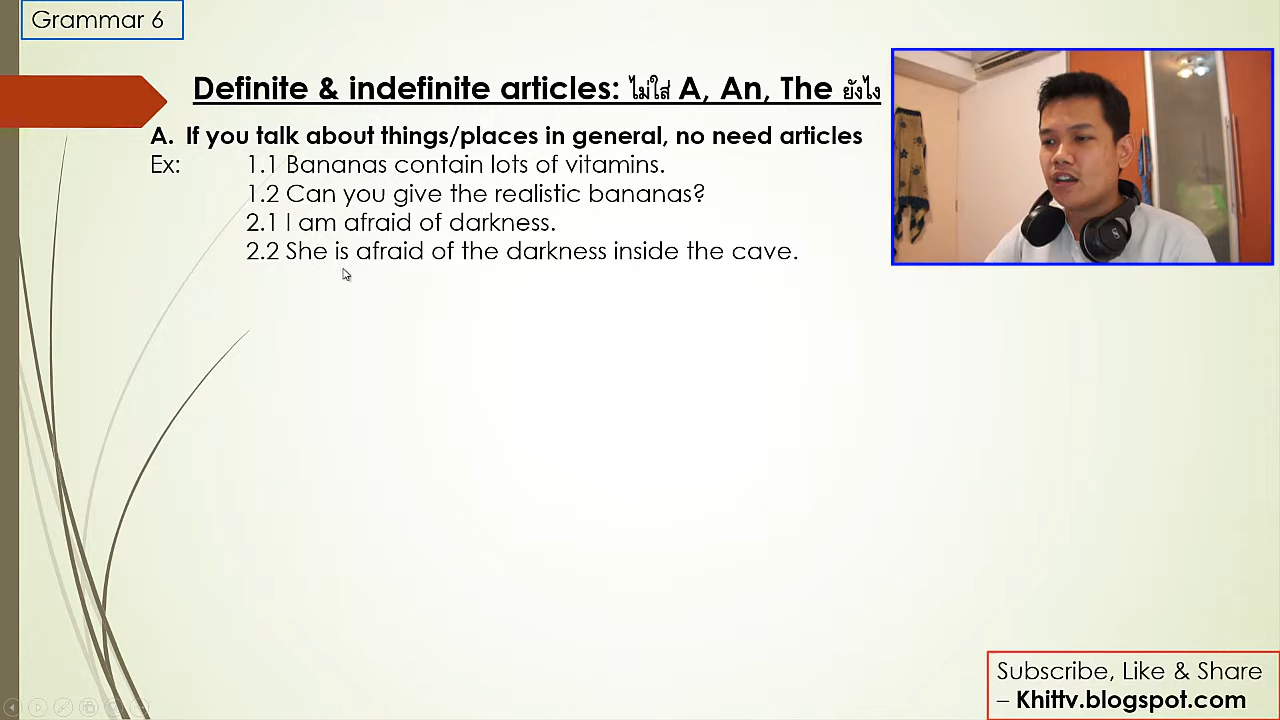 Grammar 6
Definite & indefinite articles: ไม่ใส่ A, An, The ยังไง
A. If you talk about things/places in general, no need articles
Ex: 1.1 Bananas contain lots of vitamins.
1.2 Can you give the realistic bananas?
2.1 I am afraid of darkness.
2.2 She is afraid of the darkness inside the cave.
Subscribe, Like & Share
– Khittv.blogspot.com